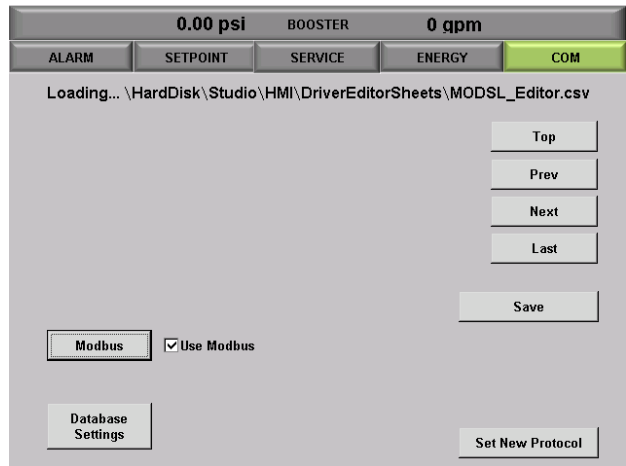 0.00 psi BOOSTER 0 gpm
ALARM SETPOINT SERVICE ENERGY COM
Loading... \HardDisk\Studio\HMI\DriverEditorSheets\MODSL_Editor.csv
Top
Prev
Next
Last
Save
Modbus Use Modbus
Database
Settings
Set New Protocol